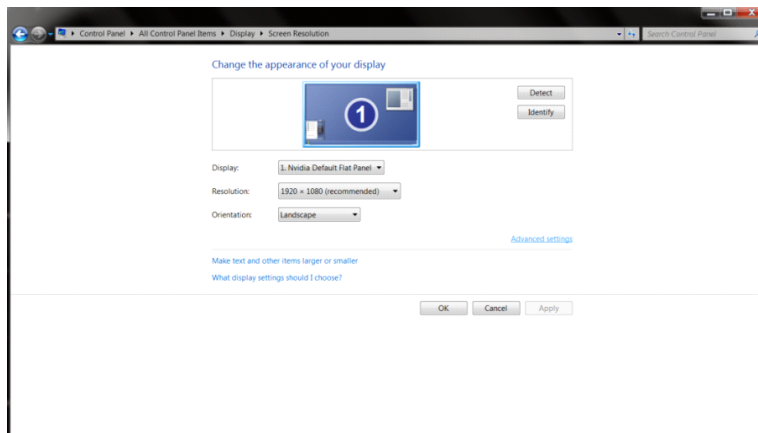 Control Panel ▸ All Control Panel Items ▸ Display ▸ Screen Resolution
Search Control Panel
Change the appearance of your display
1
Detect
Identify
Display: 1. Nvidia Default Flat Panel
Resolution: 1920 × 1080 (recommended)
Orientation: Landscape
Advanced settings
Make text and other items larger or smaller
What display settings should I choose?
OK Cancel Apply